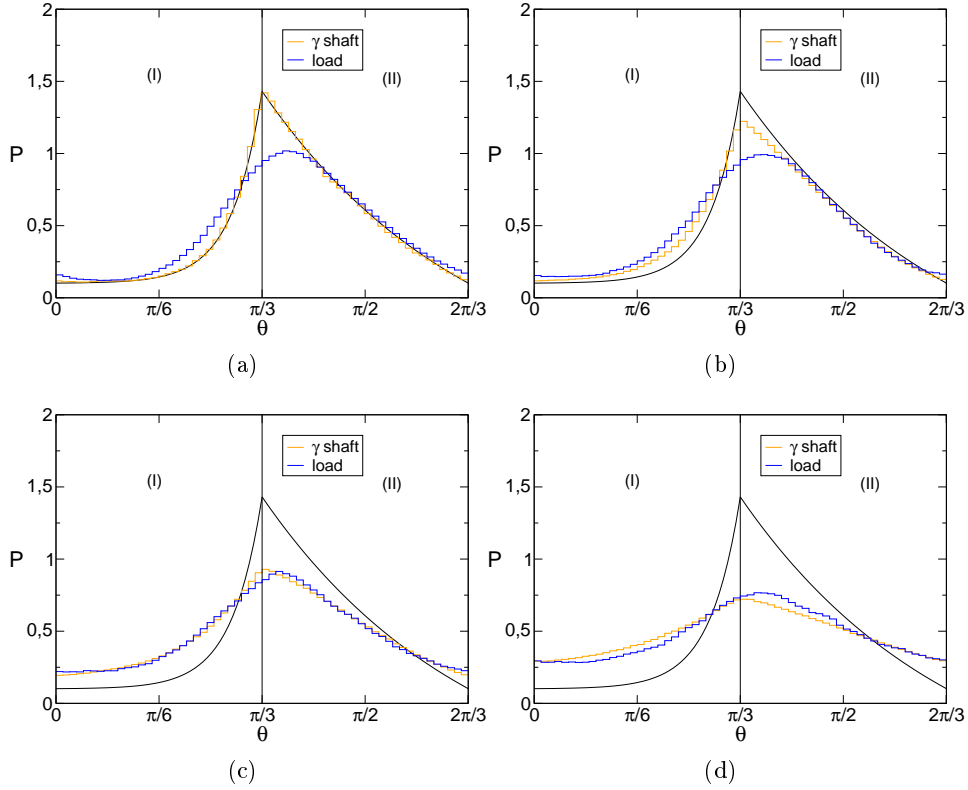 2
1,5
1
0,5
0
P
(I)
(II)
γ shaft
load
0 π/6 π/3 π/2 2π/3
θ
(a)
2
1,5
1
0,5
0
P
(I)
(II)
γ shaft
load
0 π/6 π/3 π/2 2π/3
θ
(b)
2
1,5
1
0,5
0
P
(I)
(II)
γ shaft
load
0 π/6 π/3 π/2 2π/3
θ
(c)
2
1,5
1
0,5
0
P
(I)
(II)
γ shaft
load
0 π/6 π/3 π/2 2π/3
θ
(d)